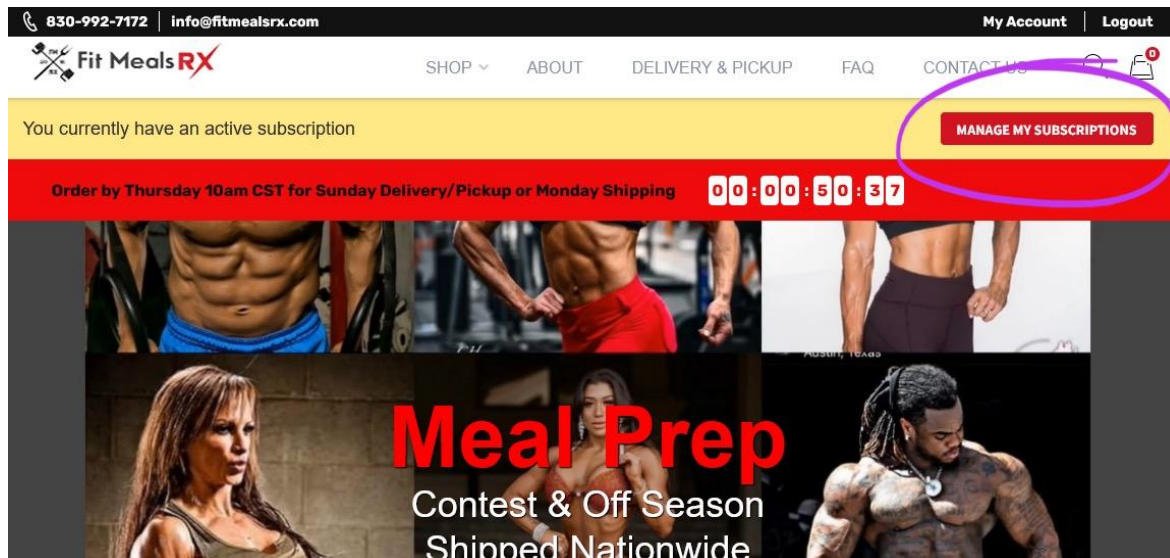 830-992-7172 | info@fitmealsrx.com My Account | Logout
Fit Meals RX SHOP ABOUT DELIVERY & PICKUP FAQ CONTACT US 0
You currently have an active subscription MANAGE MY SUBSCRIPTIONS
Order by Thursday 10am CST for Sunday Delivery/Pickup or Monday Shipping 00:00:50:37
Austin, Texas
Meal Prep
Contest & Off Season
Shipped Nationwide